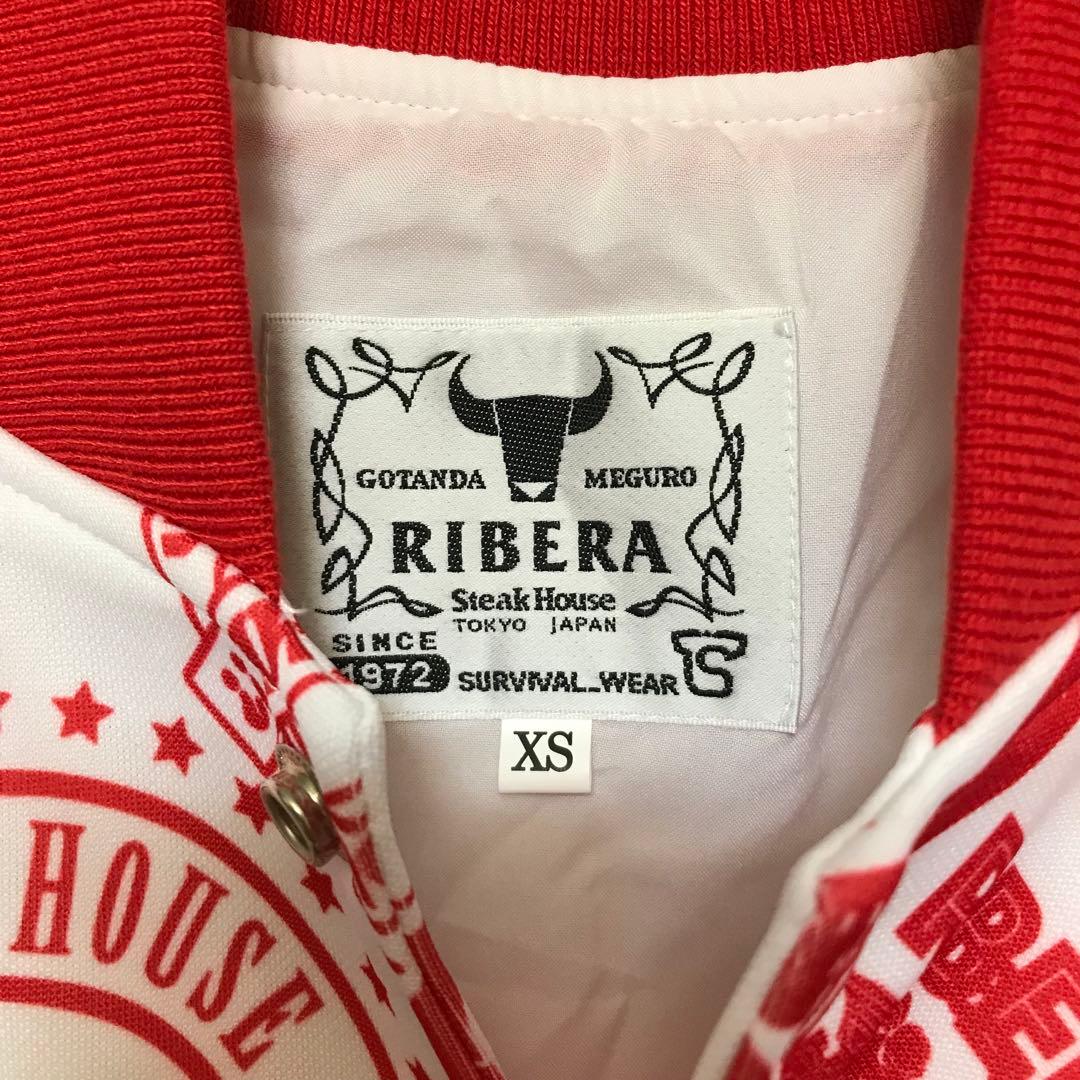 GOTANDA MEGURO
RIBERA
Steak House
TOKYO JAPAN
SINCE
1972 SURVIVAL_WEAR
XS
HOUSE